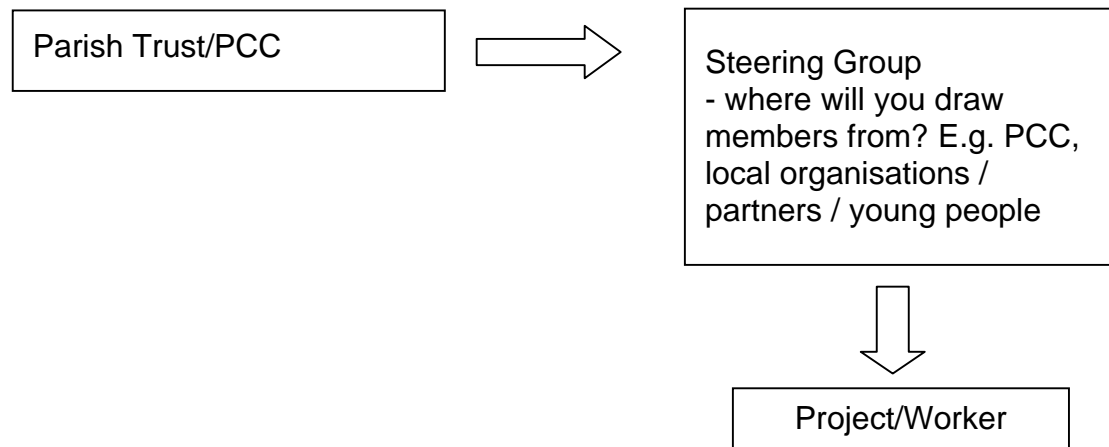 Parish Trust/PCC
Steering Group
- where will you draw
members from? E.g. PCC,
local organisations /
partners / young people
Project/Worker